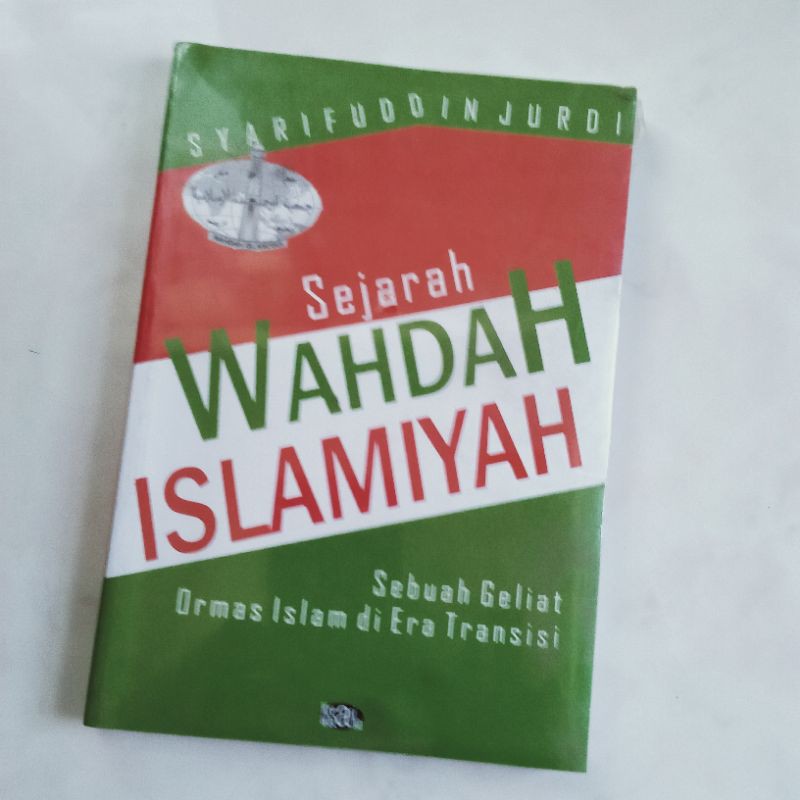 SYARIFUDDIN JURDI
Sejarah
WAHDAH
ISLAMIYAH
Sebuah Geliat
Ormas Islam di Era Transisi